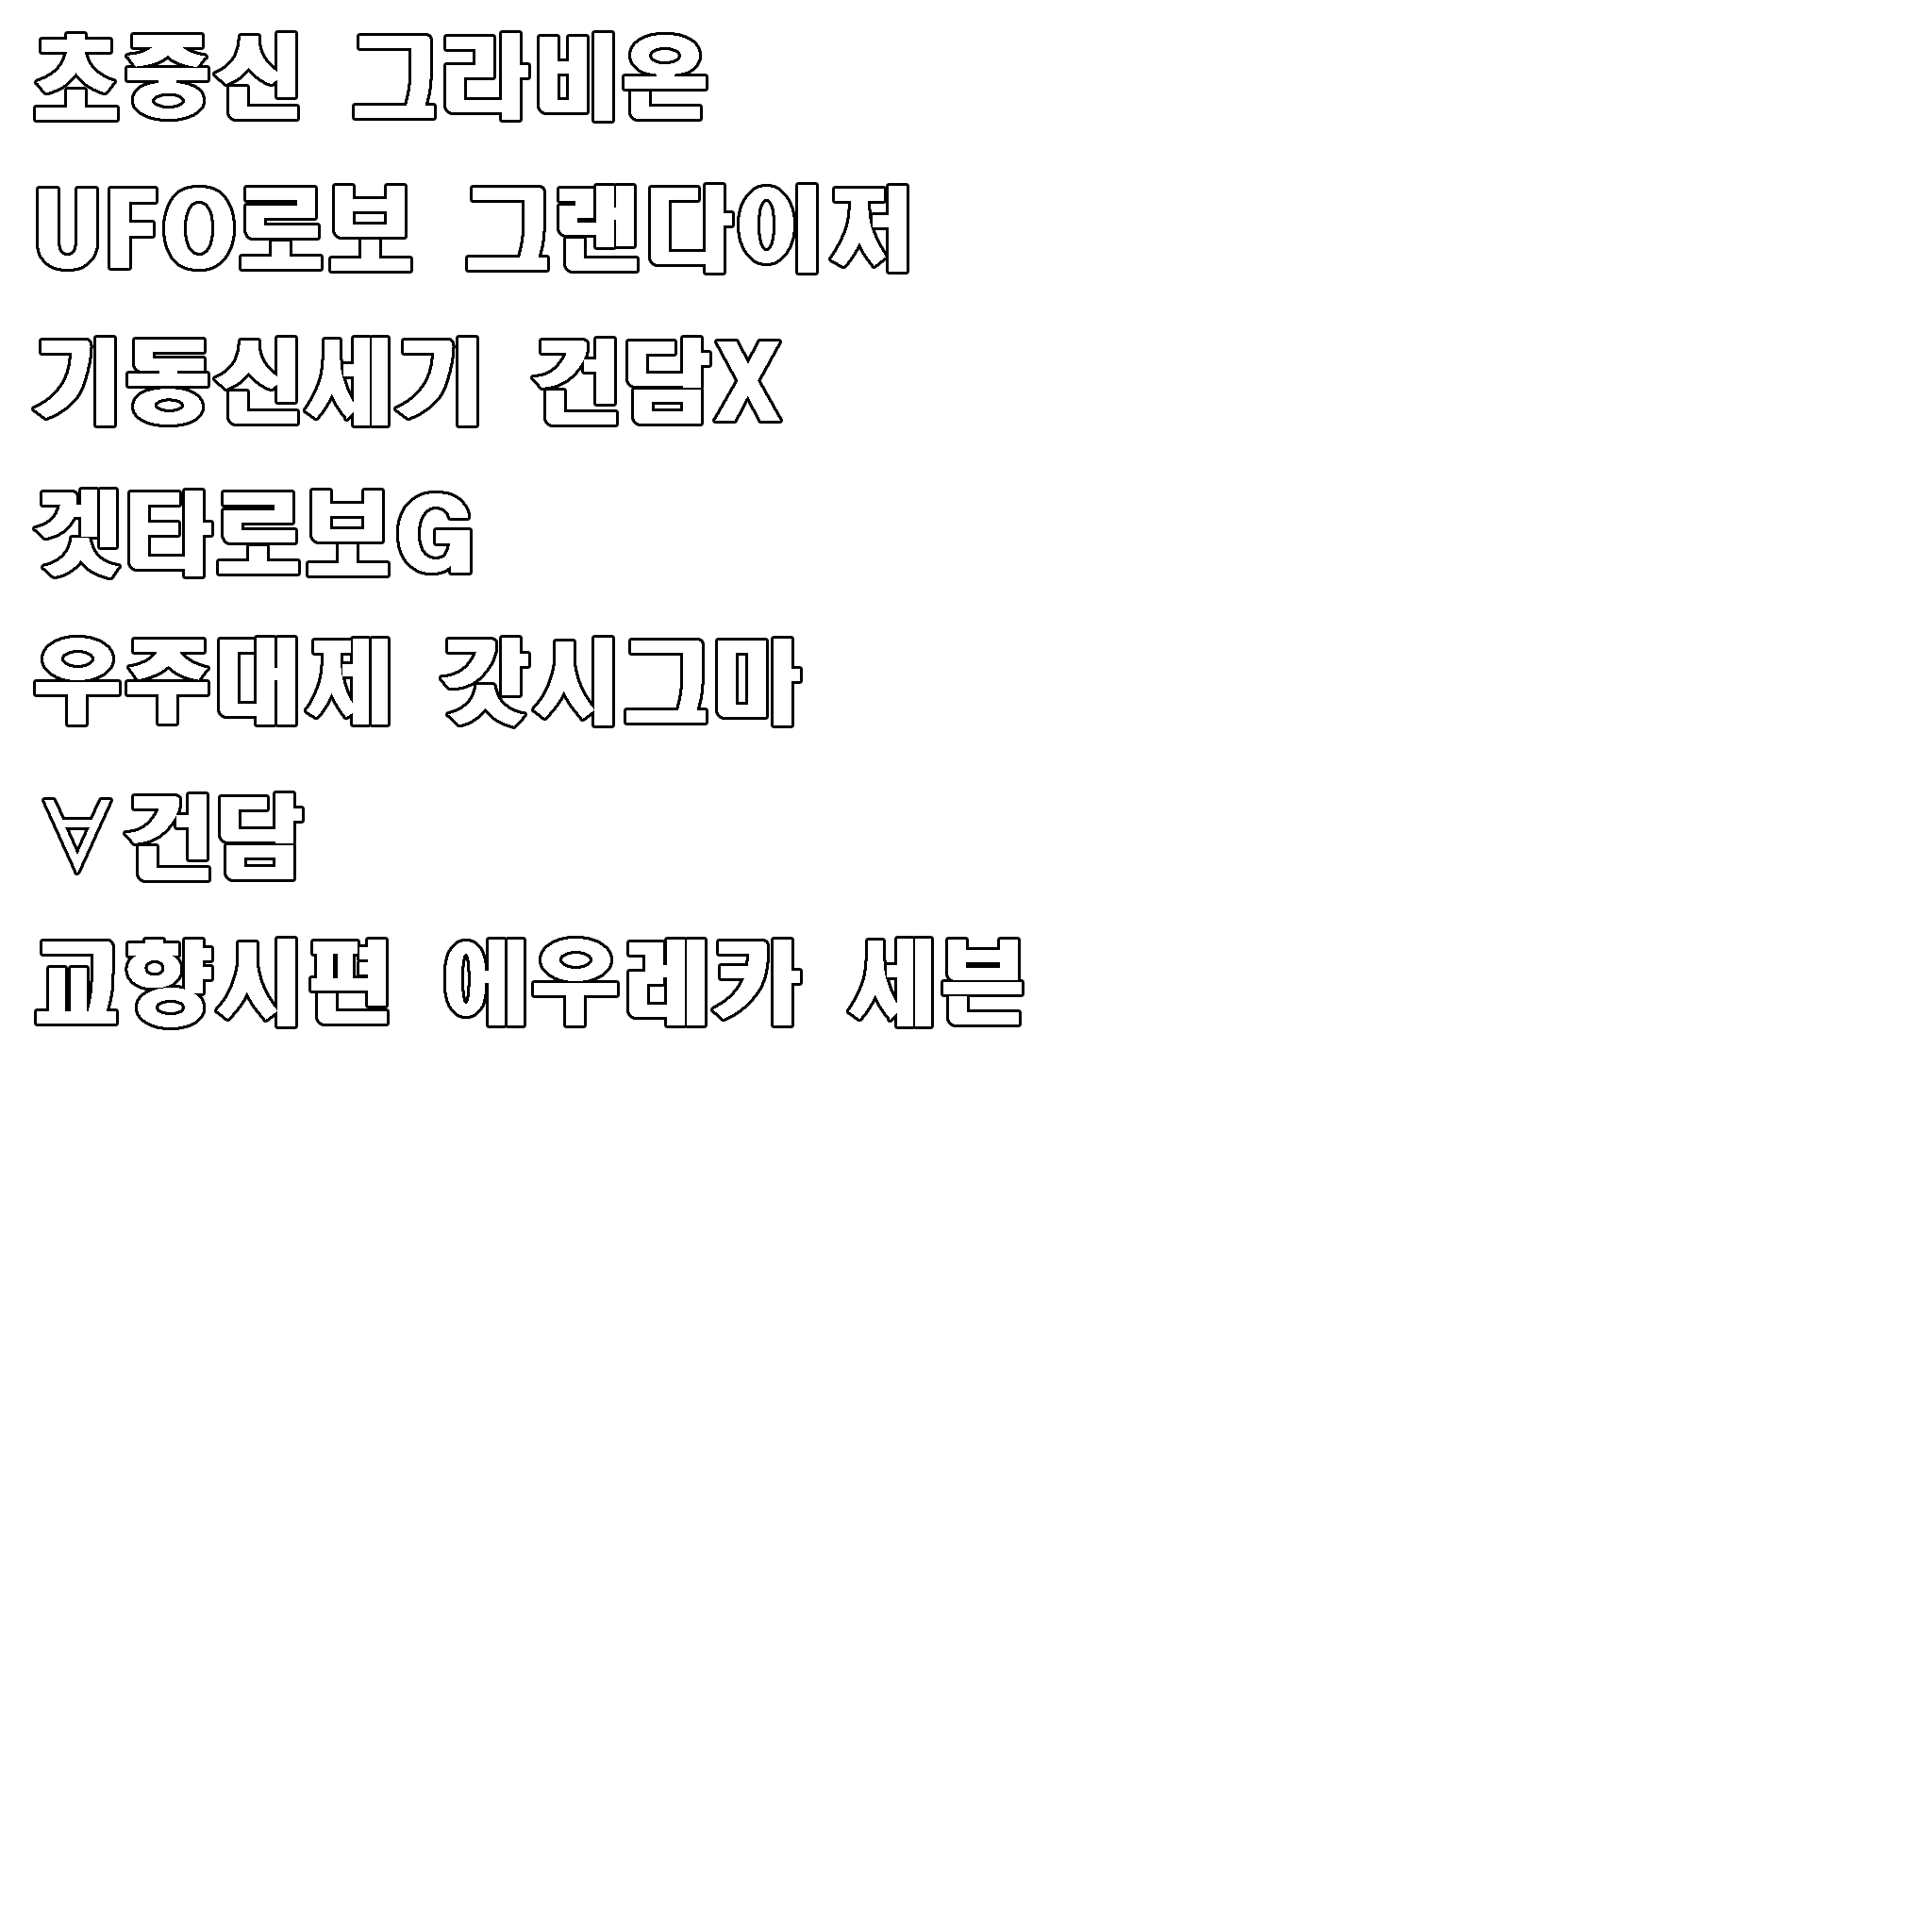 초중신 그라비온
UFO로보 그랜다이저
기동신세기 건담X
겟타로보G
우주대제 갓시그마
∀건담
교향시편 에우레카 세븐